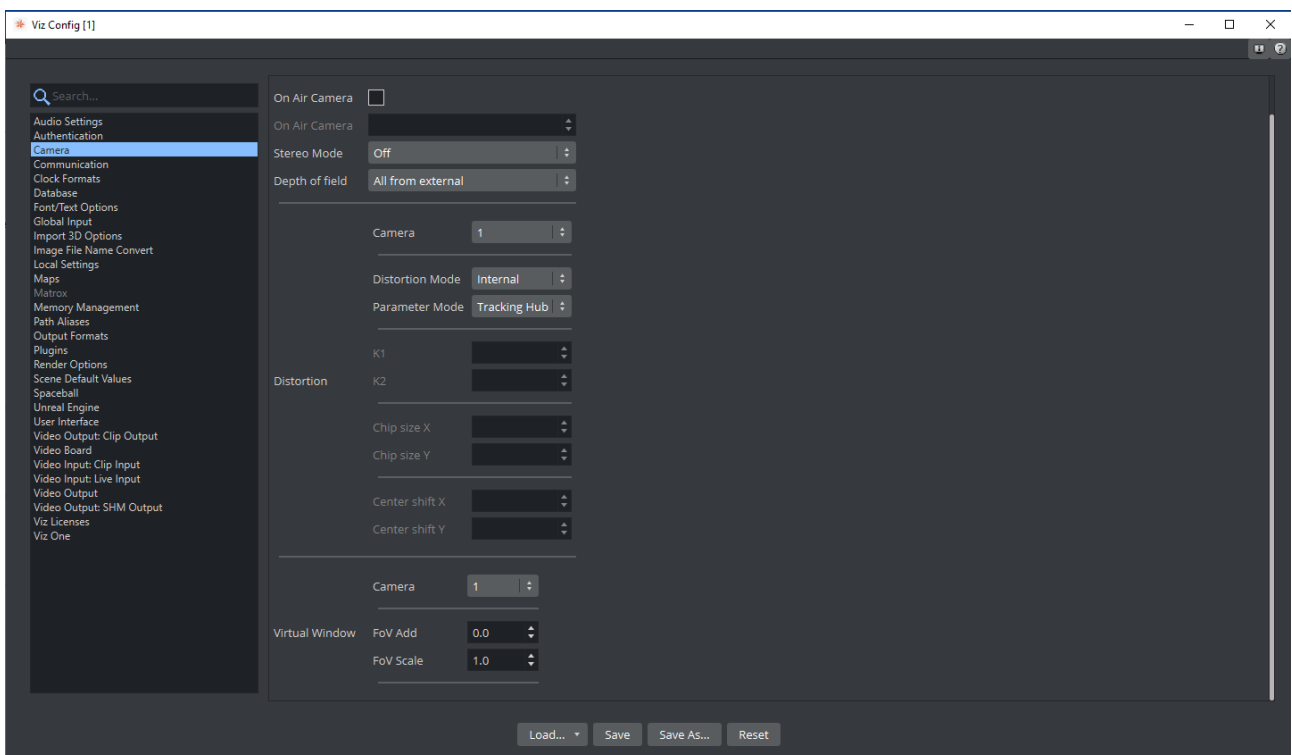 Viz Config [1]
Search...
Audio Settings
Authentication
Camera
Communication
Clock Formats
Database
Font/Text Options
Global Input
Import 3D Options
Image File Name Convert
Local Settings
Maps
Matrox
Memory Management
Path Aliases
Output Formats
Plugins
Render Options
Scene Default Values
Spaceball
Unreal Engine
User Interface
Video Output: Clip Output
Video Board
Video Input: Clip Input
Video Input: Live Input
Video Output
Video Output: SHM Output
Viz Licenses
Viz One
On Air Camera
On Air Camera
Stereo Mode Off
Depth of field All from external
Camera 1
Distortion Mode Internal
Parameter Mode Tracking Hub
K1
Distortion K2
Chip size X
Chip size Y
Center shift X
Center shift Y
Camera 1
Virtual Window FoV Add 0.0
FoV Scale 1.0
Load... Save Save As... Reset